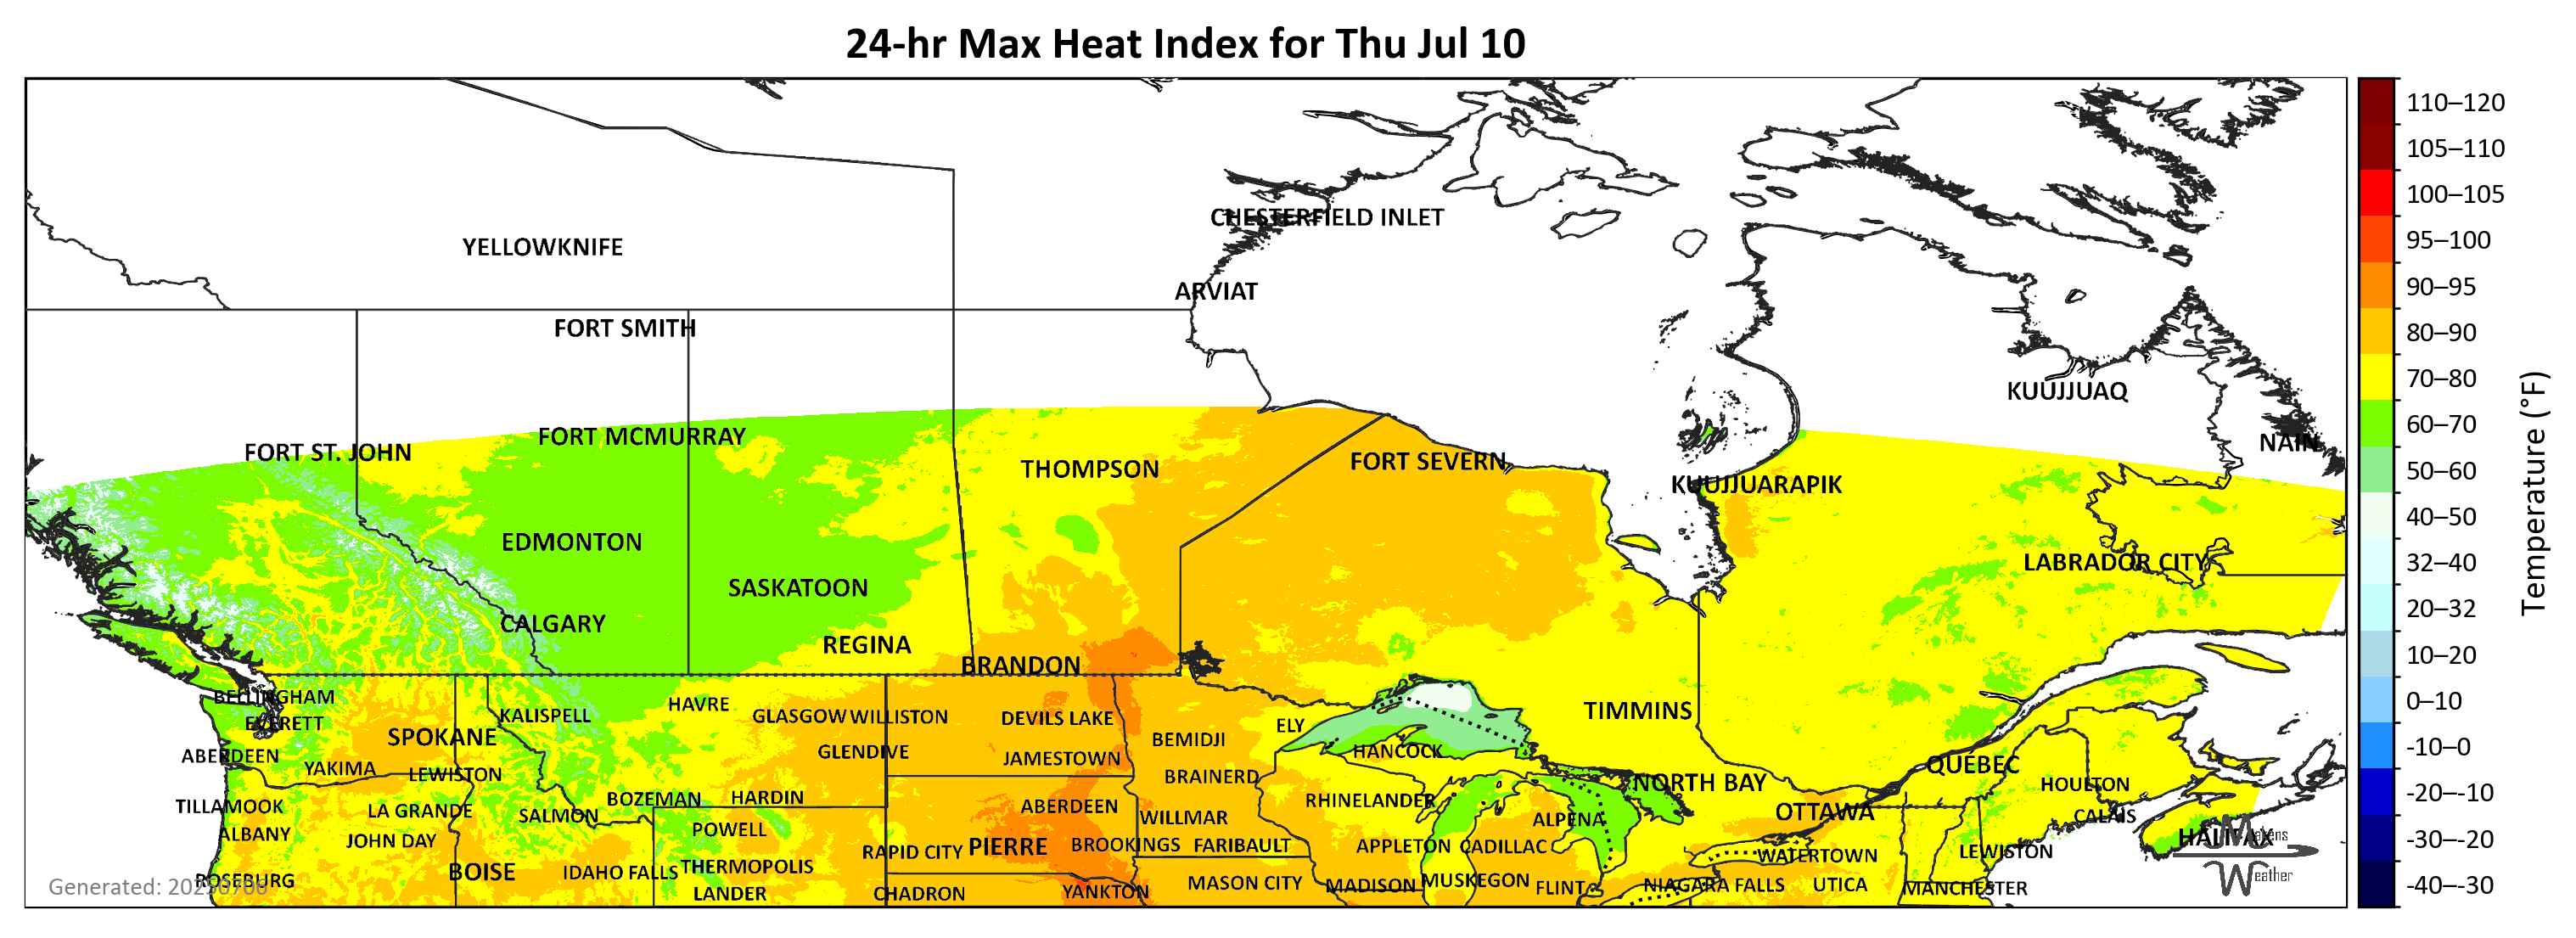 24-hr Max Heat Index for Thu Jul 10
110–120
105–110
CHESTERFIELD INLET
100–105
YELLOWKNIFE
95–100
ARVIAT
90–95
FORT SMITH
80–90
KUUJJUAQ
70–80
FORT MCMURRAY
60–70
FORT ST. JOHN
NAIN
THOMPSON
FORT SEVERN
50–60
KUUJJUARAPIK
40–50
EDMONTON
LABRADOR CITY
32–40
SASKATOON
20–32
CALGARY
REGINA
10–20
BRANDON
BELLINGHAM
HAVRE
0–10
EVERETT
KALISPELL
GLASGOW WILLISTON
DEVILS LAKE
ELY
TIMMINS
SPOKANE
BEMIDJI
-10–0
ABERDEEN
GLENDIVE
JAMESTOWN
HANCOCK
YAKIMA
LEWISTON
BRAINERD
NORTH BAY
QUÉBEC
HOULTON
-20–-10
TILLAMOOK
LA GRANDE
SALMON
BOZEMAN
HARDIN
ABERDEEN
WILLMAR
RHINELANDER
ALPENA
OTTAWA
CALAIS
ALBANY
JOHN DAY
POWELL
HALIFAX
-30–-20
RAPID CITY
PIERRE
BROOKINGS
FARIBAULT
APPLETON
CADILLAC
WATERTOWN
LEWISTON
BOISE
IDAHO FALLS
THERMOPOLIS
ROSEBURG
LANDER
CHADRON
YANKTON
MASON CITY
MADISON
MUSKEGON
FLINT
NIAGARA FALLS
UTICA
MANCHESTER
-40–-30
Weather
Temperature (°F)